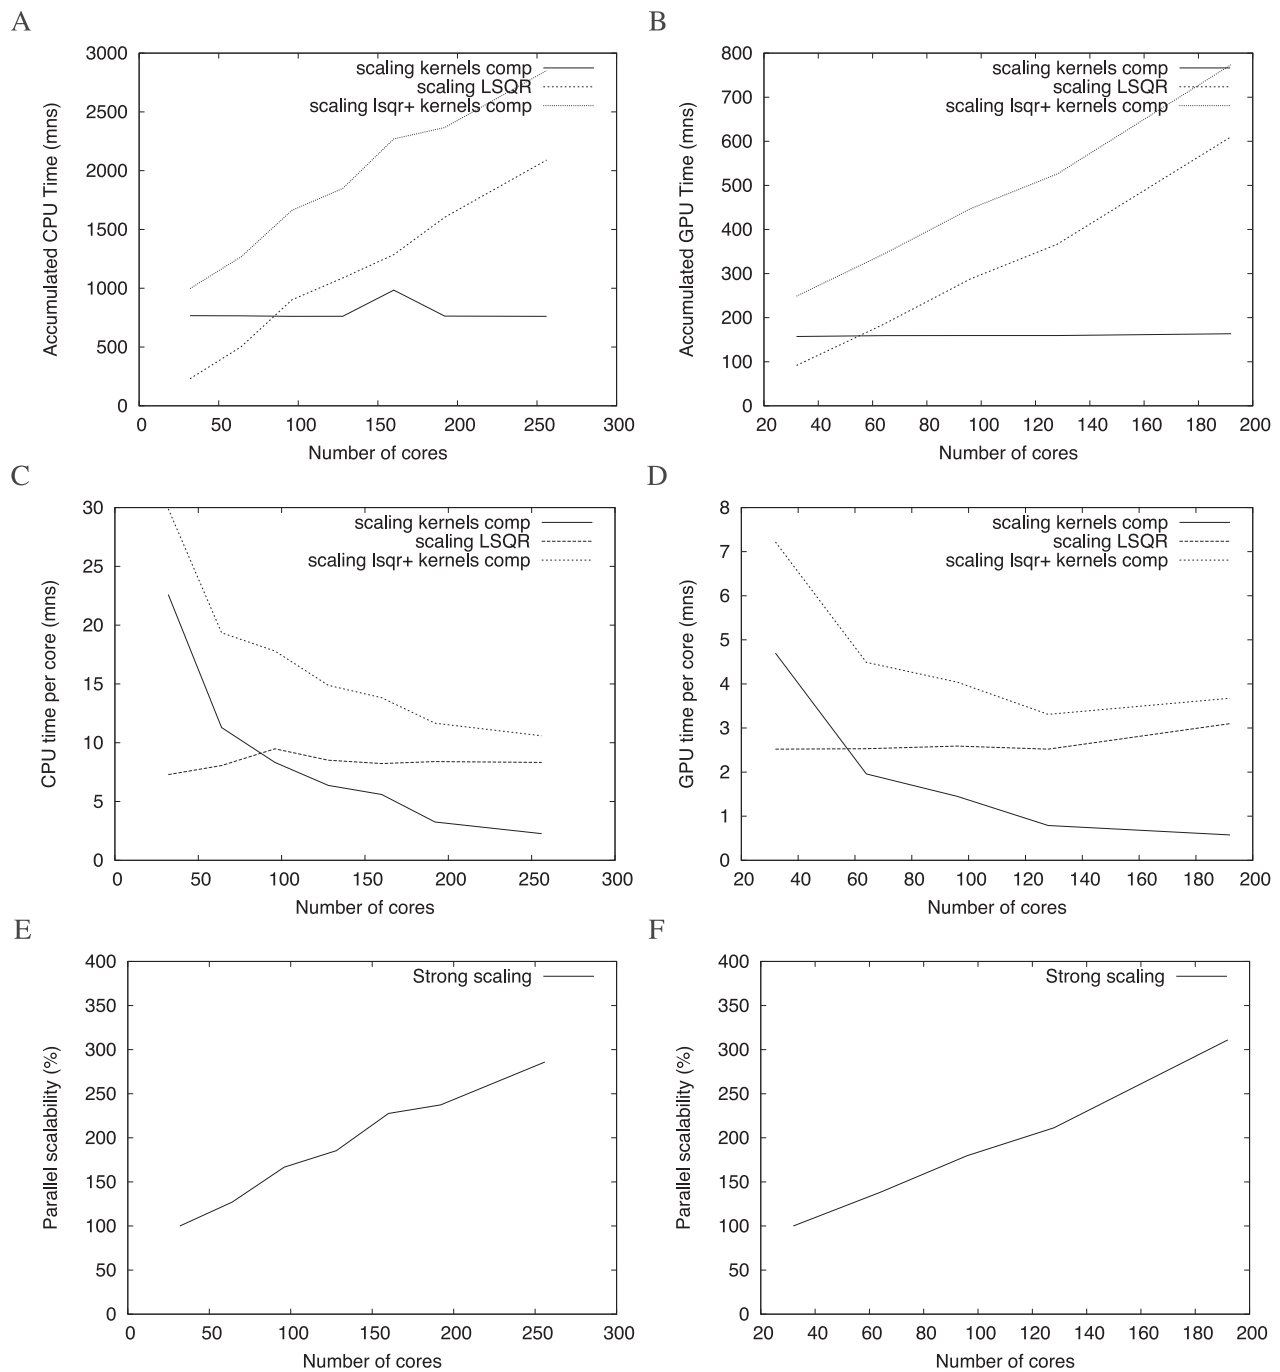 A
3000
2500
2000
1500
1000
500
0
Accumulated CPU Time (mns)
scaling kernels comp
scaling LSQR
scaling lsqr+ kernels comp
0 50 100 150 200 250 300
Number of cores
B
800
700
600
500
400
300
200
100
0
Accumulated GPU Time (mns)
scaling kernels comp
scaling LSQR
scaling lsqr+ kernels comp
20 40 60 80 100 120 140 160 180 200
Number of cores
C
30
25
20
15
10
5
0
CPU time per core (mns)
scaling kernels comp
scaling LSQR
scaling lsqr+ kernels comp
0 50 100 150 200 250 300
Number of cores
D
8
7
6
5
4
3
2
1
0
GPU time per core (mns)
scaling kernels comp
scaling LSQR
scaling lsqr+ kernels comp
20 40 60 80 100 120 140 160 180 200
Number of cores
E
400
350
300
250
200
150
100
50
0
Parallel scalability (%)
Strong scaling
0 50 100 150 200 250 300
Number of cores
F
400
350
300
250
200
150
100
50
0
Parallel scalability (%)
Strong scaling
20 40 60 80 100 120 140 160 180 200
Number of cores